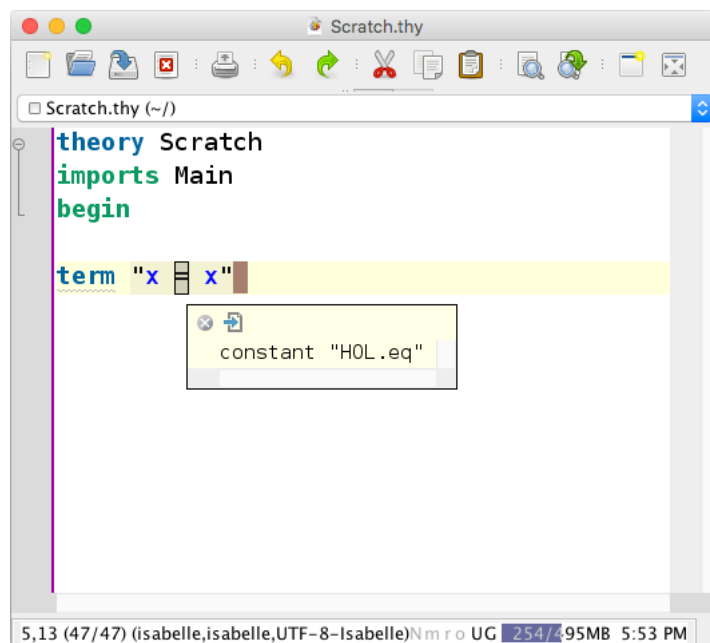 Scratch.thy
Scratch.thy (~/)
theory Scratch
imports Main
begin
term "x = x"
constant "HOL.eq"
5,13 (47/47) (isabelle,isabelle,UTF-8-Isabelle)N m r o UG 254/495MB 5:53 PM